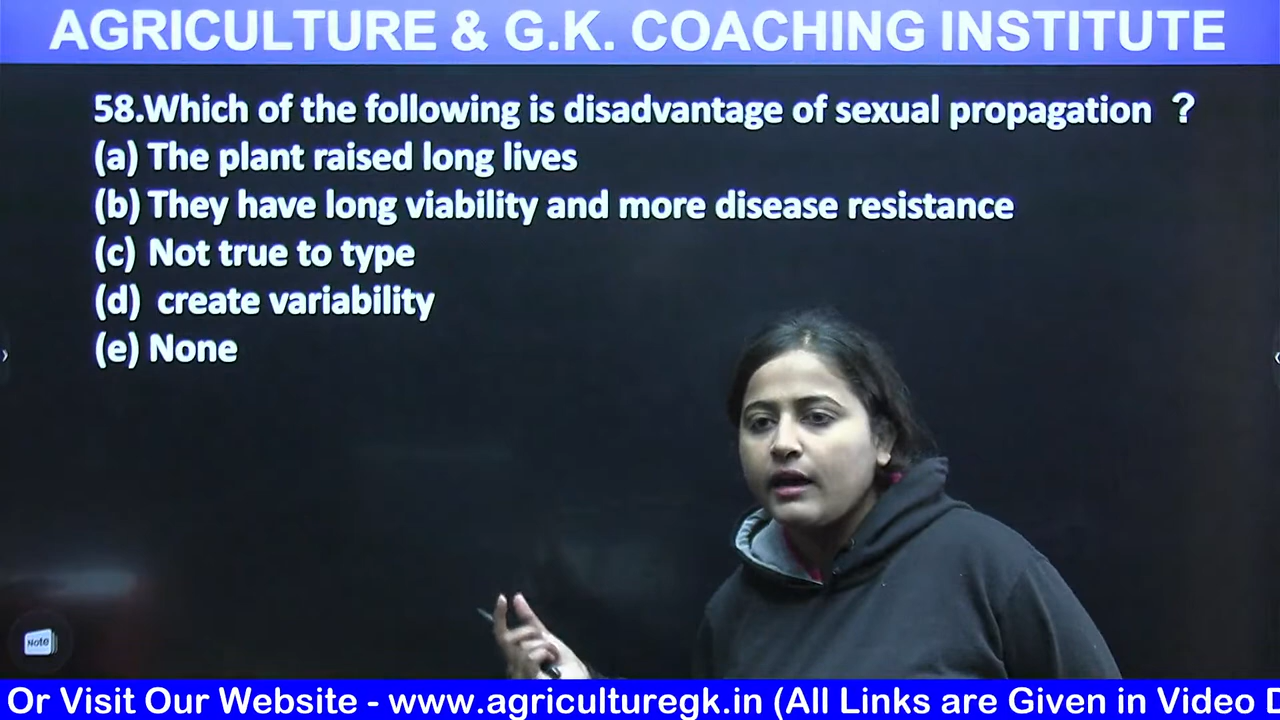 AGRICULTURE & G.K. COACHING INSTITUTE
58.Which of the following is disadvantage of sexual propagation ?
(a) The plant raised long lives
(b) They have long viability and more disease resistance
(c) Not true to type
(d) create variability
(e) None
Note
Or Visit Our Website - www.agriculturegk.in (All Links are Given in Video D